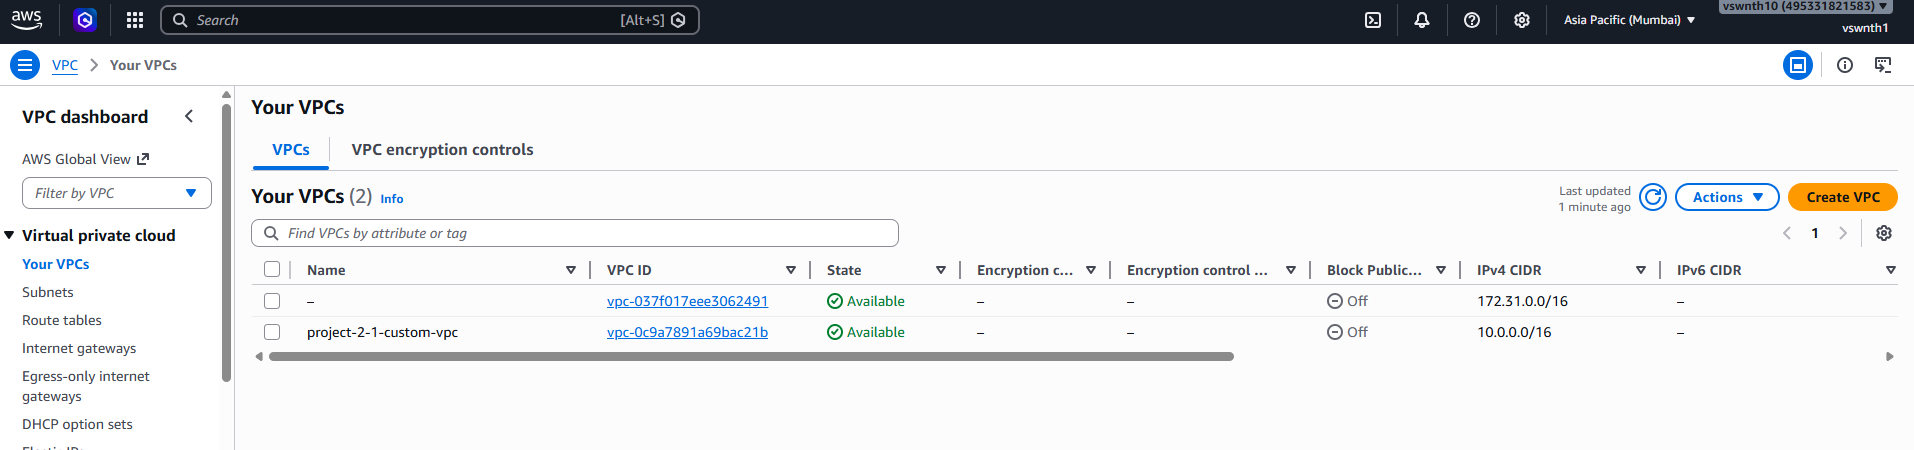 aws
Search
[Alt+S]
Asia Pacific (Mumbai)
vswnth10 (495331821583)
vswnth1
VPC
Your VPCs
VPC dashboard
AWS Global View
Filter by VPC
Virtual private cloud
Your VPCs
Subnets
Route tables
Internet gateways
Egress-only internet
gateways
DHCP option sets
Your VPCs
VPCs
VPC encryption controls
Your VPCs (2) Info
Last updated
1 minute ago
Actions
Create VPC
Find VPCs by attribute or tag
1
Name VPC ID State Encryption c... Encryption control ... Block Public... IPv4 CIDR IPv6 CIDR
– vpc-037f017eee3062491 Available – – Off 172.31.0.0/16 –
project-2-1-custom-vpc vpc-0c9a7891a69bac21b Available – – Off 10.0.0.0/16 –